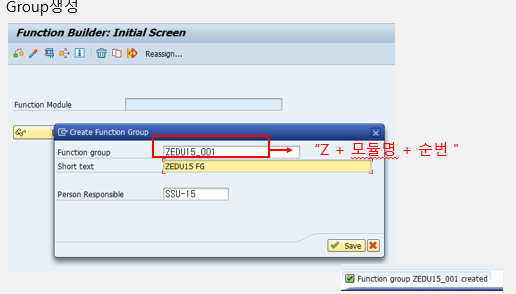 Group생성
Function Builder: Initial Screen
Reassign...
Function Module
Create Function Group
Function group ZEDU15_001
“Z + 모듈명 + 순번 "
Short text ZEDU15 FG
Person Responsible SSU-15
Save
Function group ZEDU15_001 created